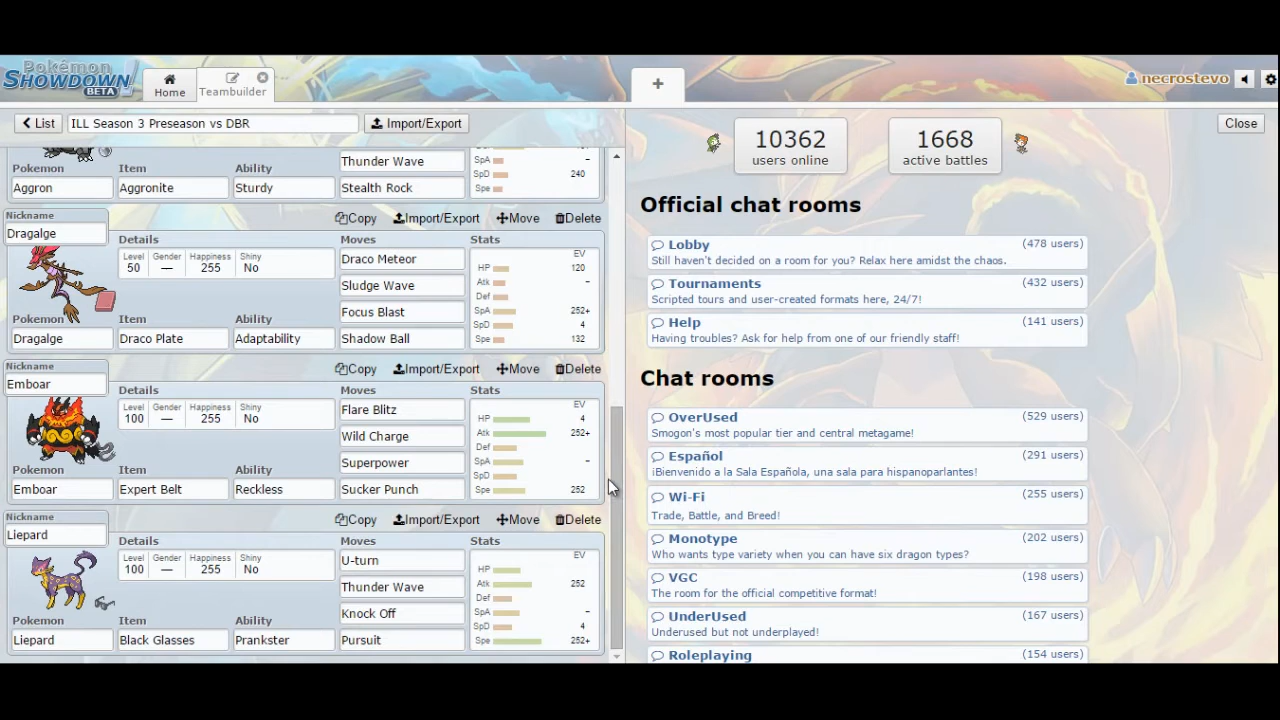 Pokémon
SHOWDOWN
BETA
Home
Teambuilder
+
necrostevo
List
ILL Season 3 Preseason vs DBR
Import/Export
Close
Pokemon Item Ability
Aggron Aggronite Sturdy
Thunder Wave
Stealth Rock
SpA –
SpD 240
Spe
Copy Import/Export Move Delete
Nickname
Dragalge
Details
Level Gender Happiness Shiny
50 — 255 No
Pokemon Item Ability
Dragalge Draco Plate Adaptability
Moves
Draco Meteor
Sludge Wave
Focus Blast
Shadow Ball
Stats
EV
HP 120
Atk –
Def
SpA 252+
SpD 4
Spe 132
Copy Import/Export Move Delete
Nickname
Emboar
Details
Level Gender Happiness Shiny
100 — 255 No
Pokemon Item Ability
Emboar Expert Belt Reckless
Moves
Flare Blitz
Wild Charge
Superpower
Sucker Punch
Stats
EV
HP 4
Atk 252+
Def
SpA –
SpD
Spe 252
Copy Import/Export Move Delete
Nickname
Liepard
Details
Level Gender Happiness Shiny
100 — 255 No
Pokemon Item Ability
Liepard Black Glasses Prankster
Moves
U-turn
Thunder Wave
Knock Off
Pursuit
Stats
EV
HP
Atk 252
Def
SpA –
SpD 4
Spe 252+
10362
users online
1668
active battles
Official chat rooms
Lobby (478 users)
Still haven't decided on a room for you? Relax here amidst the chaos.
Tournaments (432 users)
Scripted tours and user-created formats here, 24/7!
Help (141 users)
Having troubles? Ask for help from one of our friendly staff!
Chat rooms
OverUsed (529 users)
Smogon's most popular tier and central metagame!
Español (291 users)
¡Bienvenido a la Sala Española, una sala para hispanoparlantes!
Wi-Fi (255 users)
Trade, Battle, and Breed!
Monotype (202 users)
Who wants type variety when you can have six dragon types?
VGC (198 users)
The room for the official competitive format!
UnderUsed (167 users)
Underused but not underplayed!
Roleplaying (154 users)